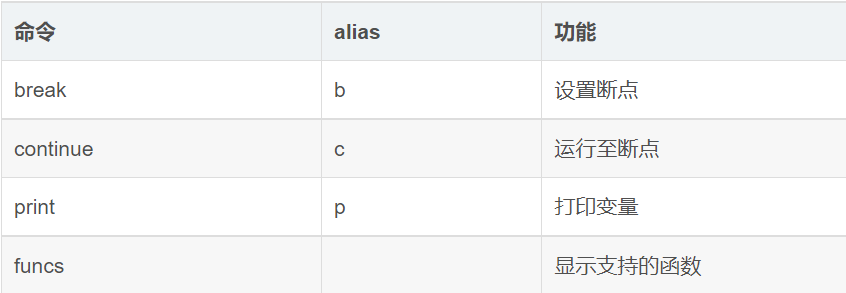 命令 alias 功能
break b 设置断点
continue c 运行至断点
print p 打印变量
funcs 显示支持的函数